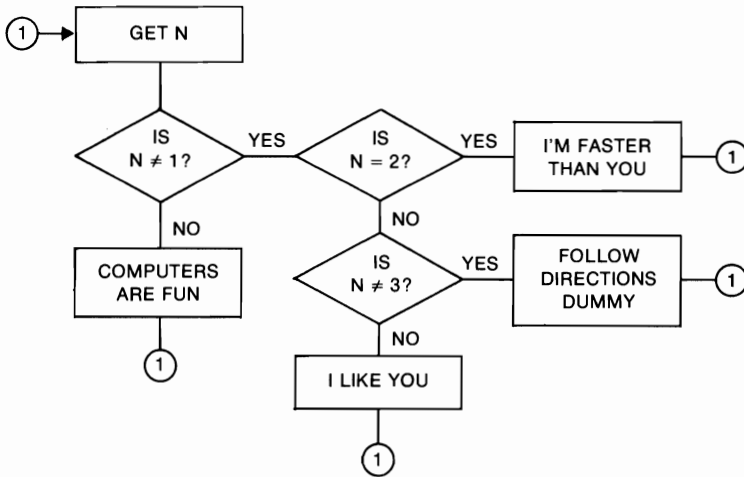 1
GET N
IS
N ≠ 1?
YES
IS
N = 2?
YES
I'M FASTER
THAN YOU
1
NO
COMPUTERS
ARE FUN
1
NO
IS
N ≠ 3?
YES
FOLLOW
DIRECTIONS
DUMMY
1
NO
I LIKE YOU
1